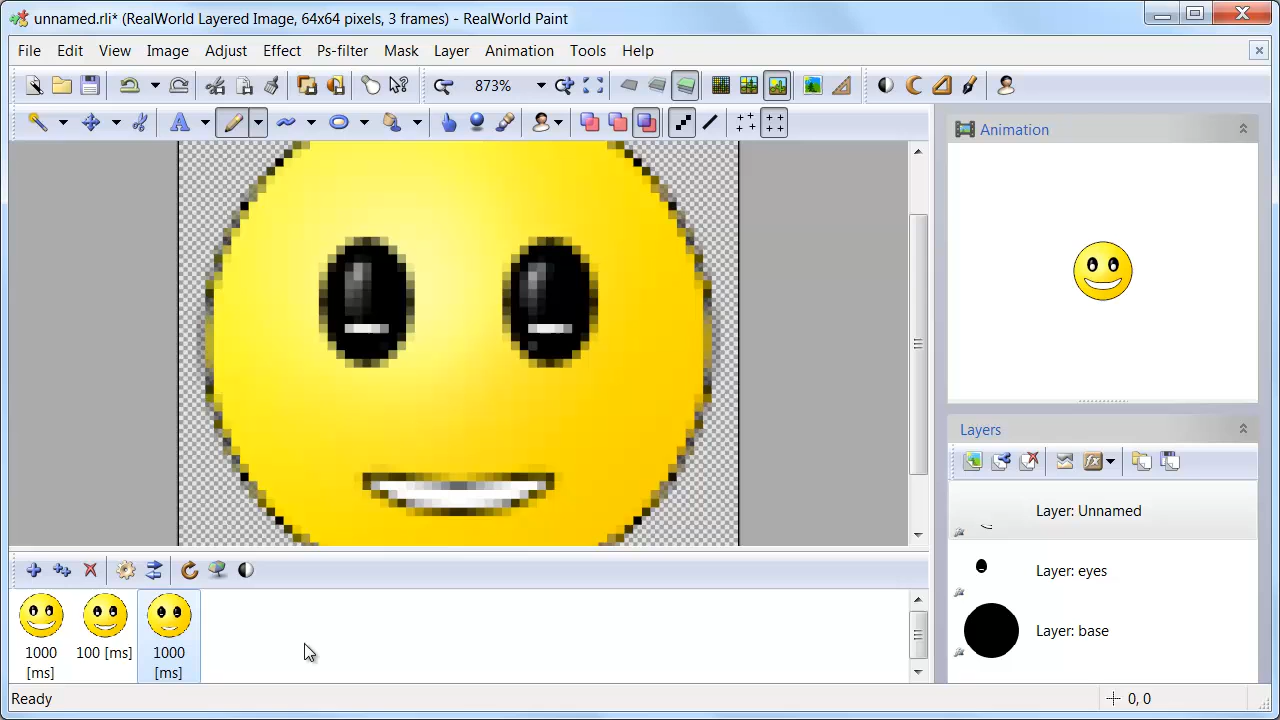 unnamed.rli* (RealWorld Layered Image, 64x64 pixels, 3 frames) - RealWorld Paint
File Edit View Image Adjust Effect Ps-filter Mask Layer Animation Tools Help
873%
Animation
Layers
Layer: Unnamed
Layer: eyes
Layer: base
1000 [ms]
100 [ms]
1000 [ms]
Ready
0, 0